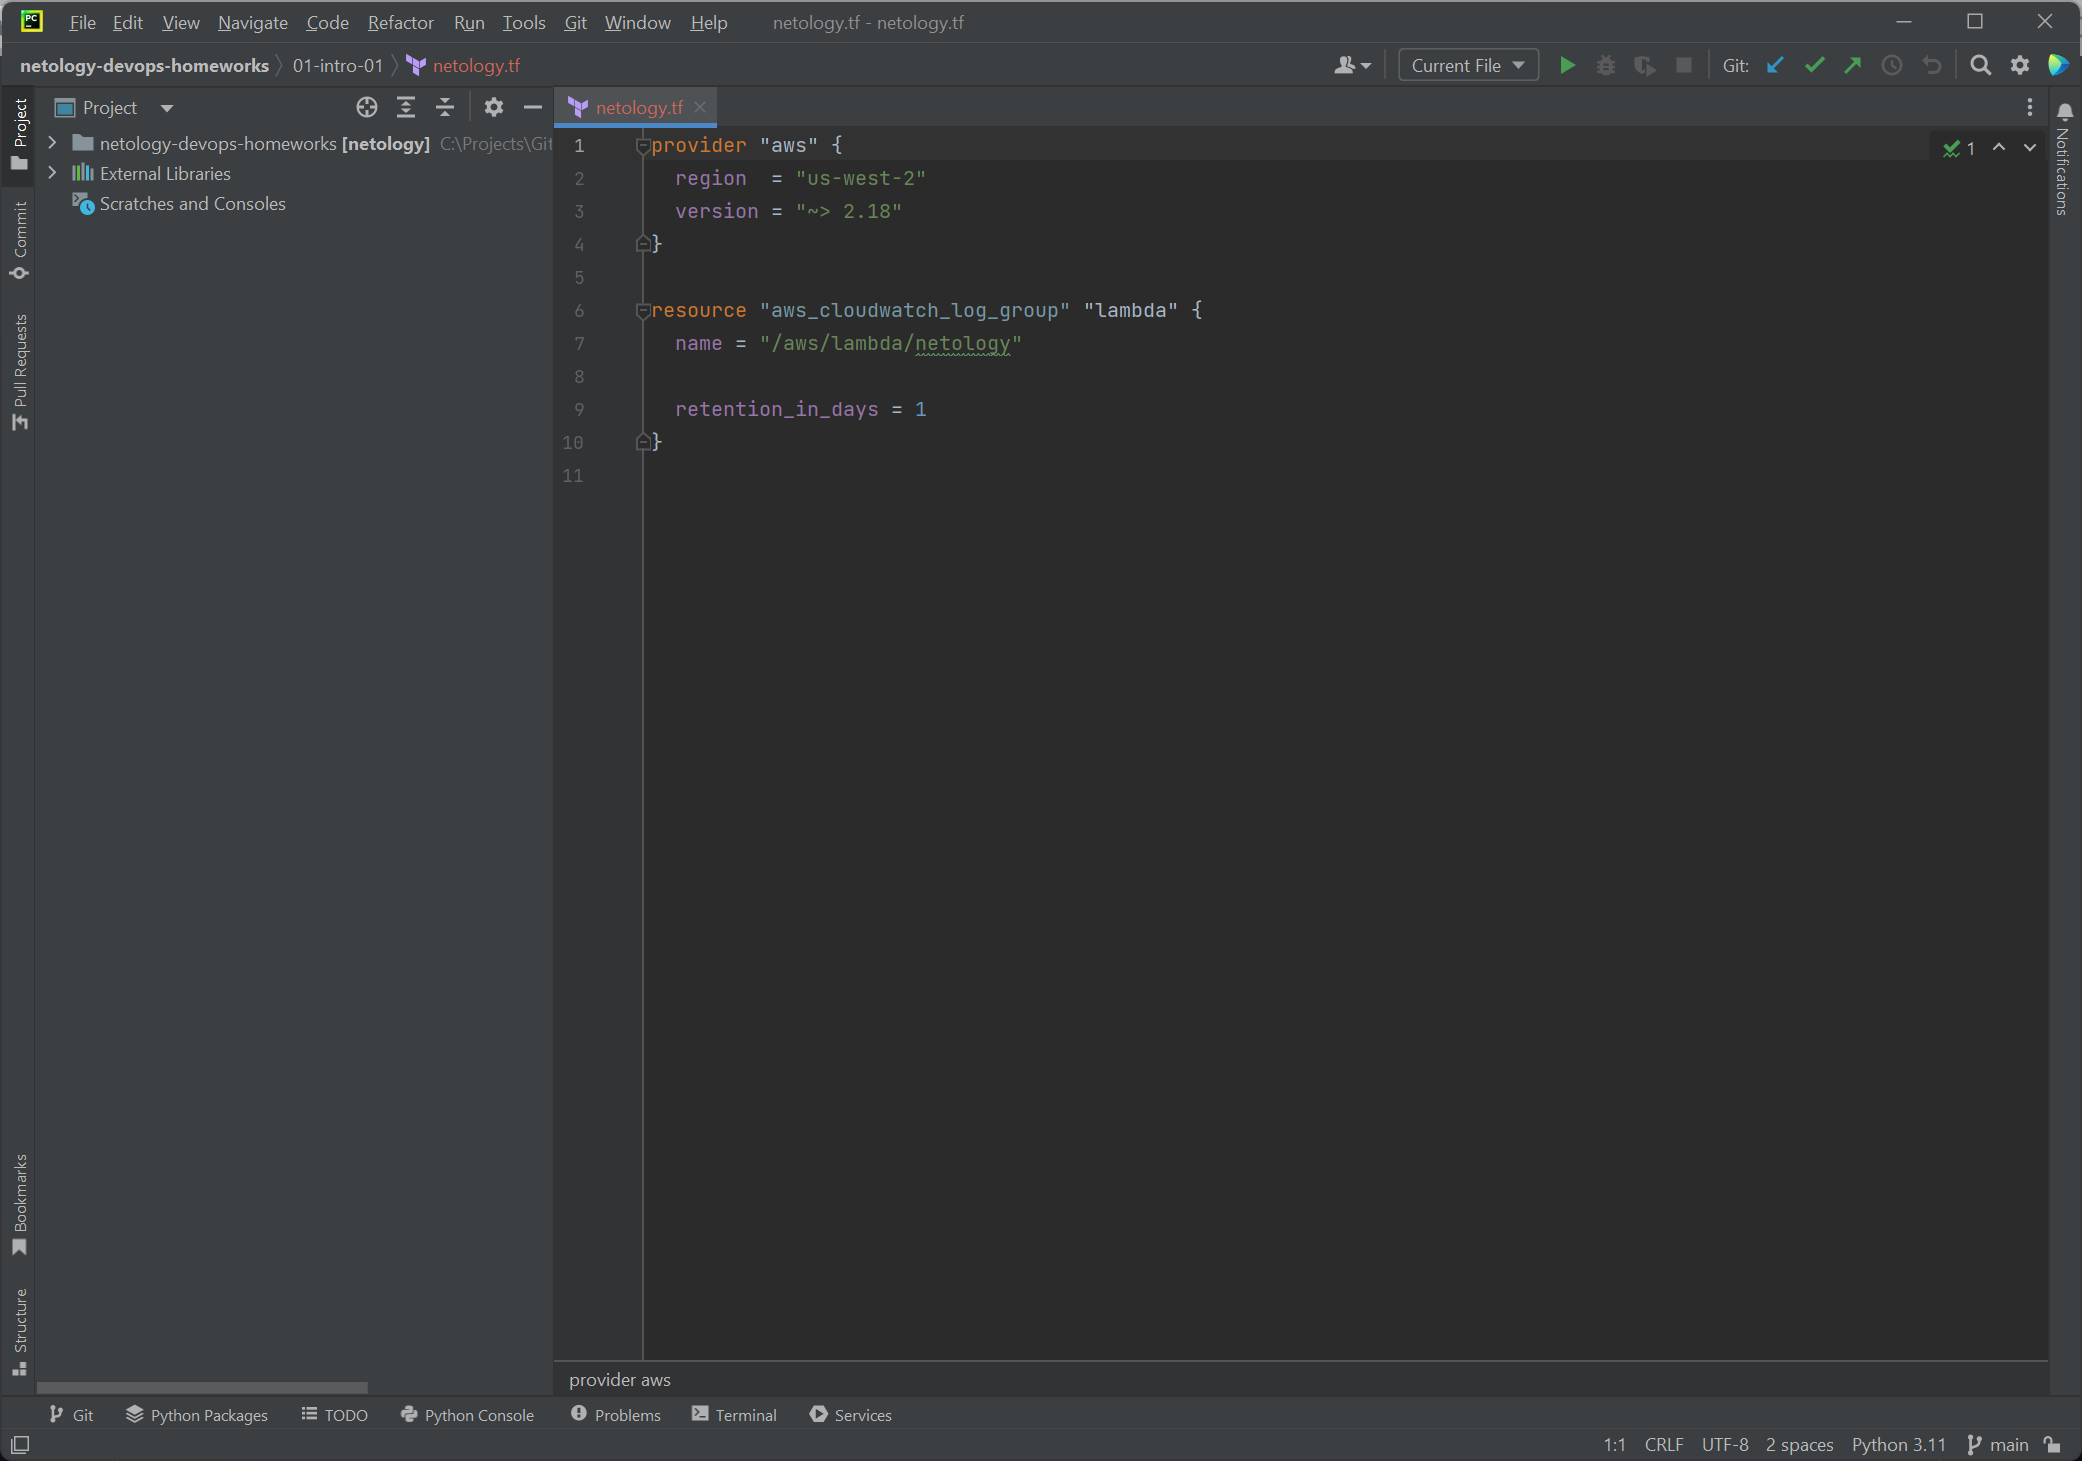 PC File Edit View Navigate Code Refactor Run Tools Git Window Help netology.tf - netology.tf
netology-devops-homeworks 01-intro-01 netology.tf Current File Git:
Project
netology-devops-homeworks [netology] C:\Projects\Git
External Libraries
Scratches and Consoles
Project
Commit
Pull Requests
Bookmarks
Structure
netology.tf
1 provider "aws" {
2 region  = "us-west-2"
3 version = "~> 2.18"
4 }
5
6 resource "aws_cloudwatch_log_group" "lambda" {
7 name = "/aws/lambda/netology"
8
9 retention_in_days = 1
10 }
11
1
Notifications
provider aws
Git Python Packages TODO Python Console Problems Terminal Services
1:1 CRLF UTF-8 2 spaces Python 3.11 main